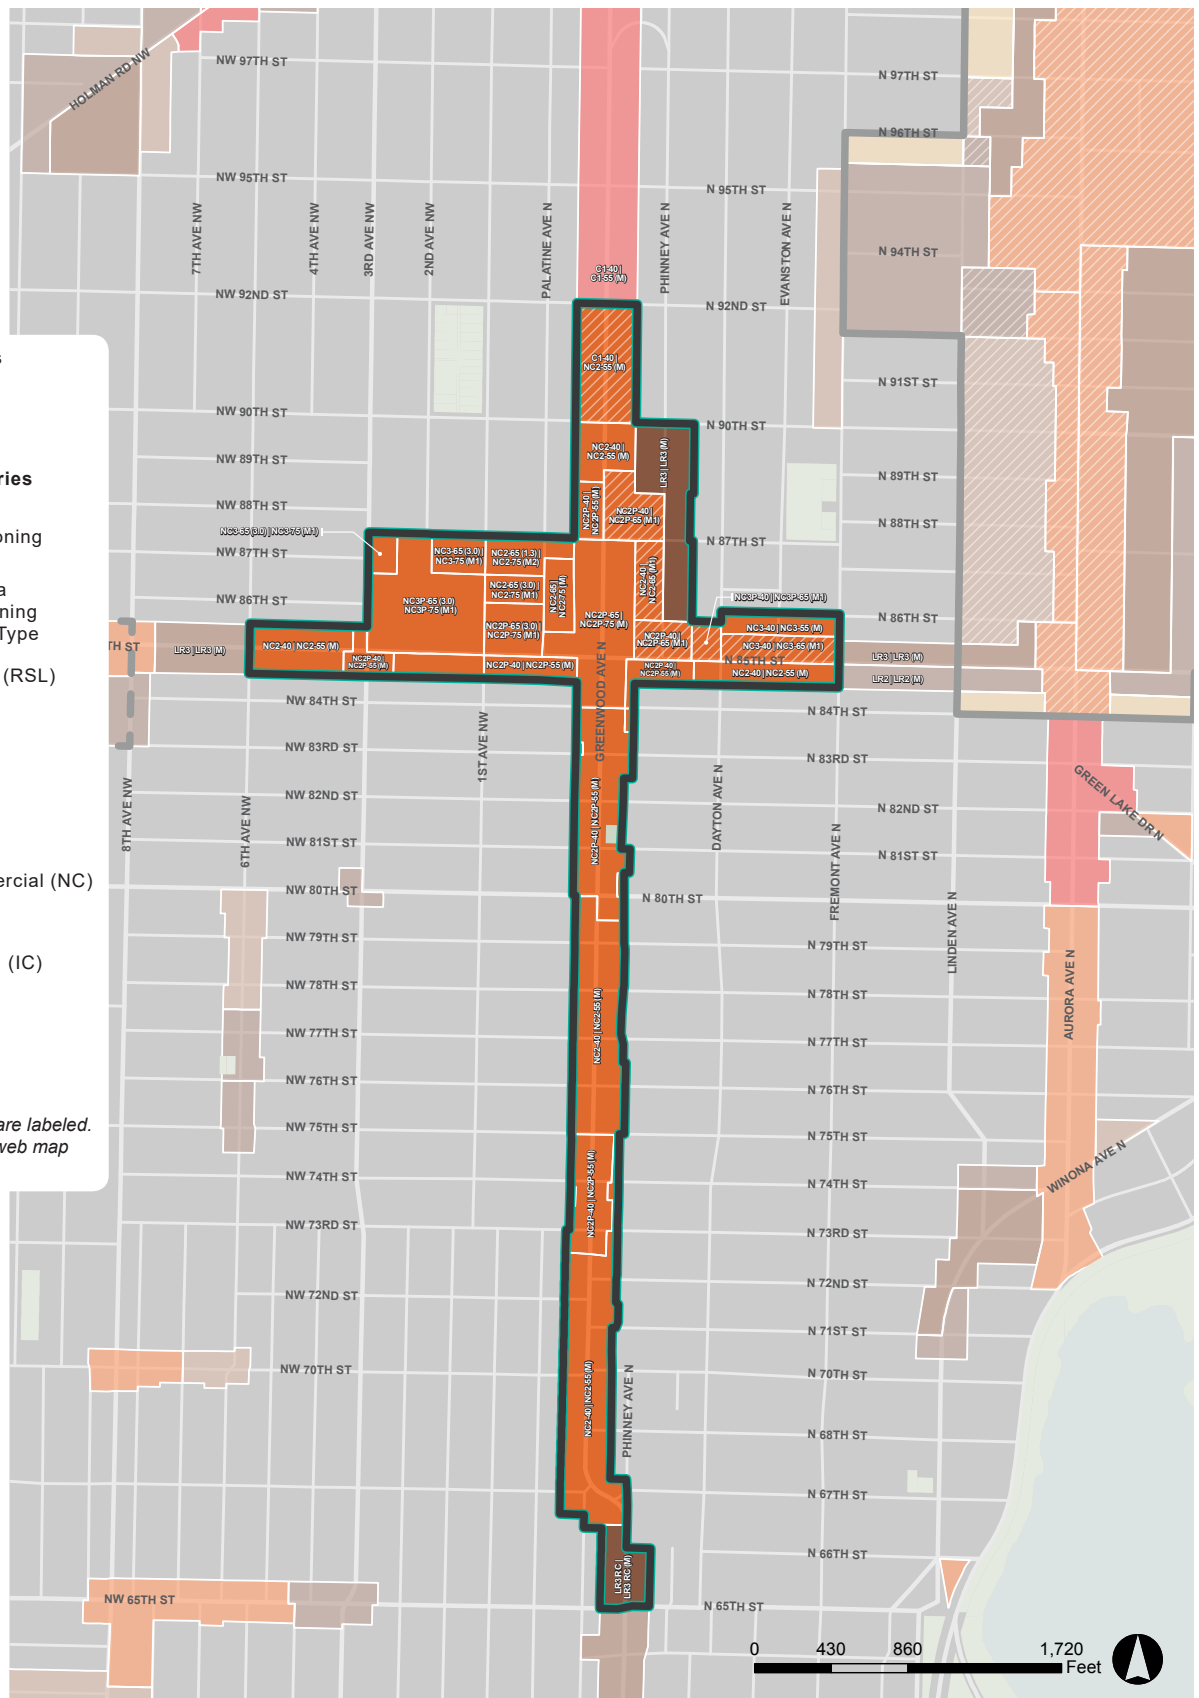 HOLMAN RD NW
NW 97TH ST
N 97TH ST
N 96TH ST
NW 95TH ST
N 95TH ST
7TH AVE NW
4TH AVE NW
3RD AVE NW
2ND AVE NW
PALATINE AVE N
PHINNEY AVE N
EVANSTON AVE N
N 94TH ST
C1-40 |
C1-55 (M)
NW 92ND ST
N 92ND ST
C1-40 |
NC2-55 (M)
N 91ST ST
NW 90TH ST
N 90TH ST
NC2-40 |
NC2-55 (M)
LR3 | LR3 (M)
NW 89TH ST
N 89TH ST
ries
NC2P-40 |
NC2P-55 (M)
NC2P-40 |
NC2P-65 (M1)
NW 88TH ST
N 88TH ST
NC3-65 (3.0) | NC3-75 (M1)
oning
NW 87TH ST
N 87TH ST
NC3-65 (3.0) |
NC3-75 (M1)
NC2-65 (1.3) |
NC2-75 (M2)
NC2-65 (3.0) |
NC2-75 (M1)
NC2-65 |
NC2-75 (M)
NC2-40 |
NC2-65 (M1)
a
ning
Type
NW 86TH ST
NC3P-65 (3.0)
NC3P-75 (M1)
NC3P-40 | NC3P-65 (M1)
N 86TH ST
NC2P-65 (3.0) |
NC2P-75 (M1)
NC2P-65 |
NC2P-75 (M)
NC2P-40 |
NC2P-65 (M1)
NC3-40 | NC3-55 (M)
NC3-40 | NC3-65 (M1)
TH ST
LR3 | LR3 (M)
NC2-40 | NC2-55 (M)
NC2P-40 |
NC2P-55 (M)
NC2P-40 | NC2P-55 (M)
NC2P-40 |
NC2P-55 (M)
N 85TH ST
NC2-40 | NC2-55 (M)
LR3 | LR3 (M)
LR2 | LR2 (M)
(RSL)
NW 84TH ST
N 84TH ST
GREENWOOD AVE N
1ST AVE NW
NW 83RD ST
N 83RD ST
8TH AVE NW
6TH AVE NW
DAYTON AVE N
FREMONT AVE N
GREEN LAKE DR N
NW 82ND ST
N 82ND ST
NC2P-40 | NC2P-55 (M)
NW 81ST ST
N 81ST ST
ercial (NC)
NW 80TH ST
N 80TH ST
LINDEN AVE N
AURORA AVE N
NW 79TH ST
N 79TH ST
(IC)
NW 78TH ST
N 78TH ST
NC2-40 | NC2-55 (M)
NW 77TH ST
N 77TH ST
NW 76TH ST
N 76TH ST
are labeled.
web map
NW 75TH ST
N 75TH ST
WINONA AVE N
NW 74TH ST
N 74TH ST
NC2P-40 | NC2P-55 (M)
NW 73RD ST
N 73RD ST
NW 72ND ST
N 72ND ST
N 71ST ST
NW 70TH ST
N 70TH ST
NC2-40 | NC2-55 (M)
PHINNEY AVE N
N 68TH ST
N 67TH ST
N 66TH ST
LR3 RC |
LR3 RC (M)
NW 65TH ST
N 65TH ST
0 430 860 1,720
Feet